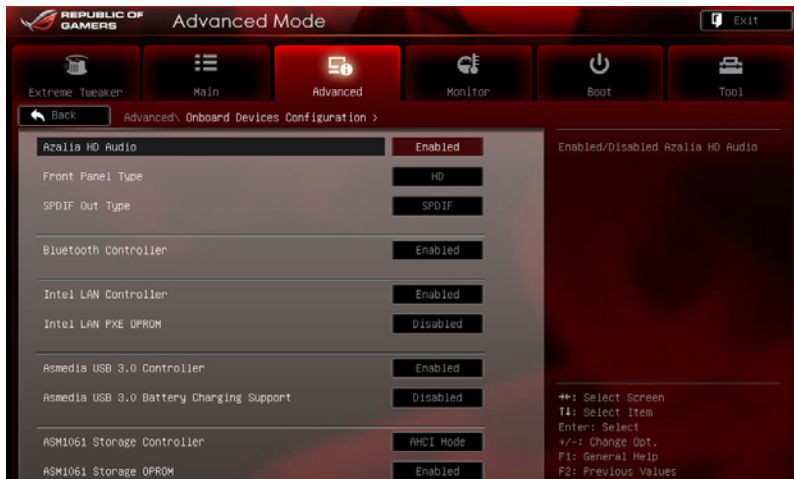 REPUBLIC OF
GAMERS
Advanced Mode
Exit
Extreme Tweaker
Main
Advanced
Monitor
Boot
Tool
Back
Advanced\ Onboard Devices Configuration >
Azalia HD Audio
Enabled
Enabled/Disabled Azalia HD Audio
Front Panel Type
HD
SPDIF Out Type
SPDIF
Bluetooth Controller
Enabled
Intel LAN Controller
Enabled
Intel LAN PXE OPROM
Disabled
Asmedia USB 3.0 Controller
Enabled
Asmedia USB 3.0 Battery Charging Support
Disabled
ASM1061 Storage Controller
AHCI Mode
ASM1061 Storage OPROM
Enabled
→←: Select Screen
↑↓: Select Item
Enter: Select
+/-: Change Opt.
F1: General Help
F2: Previous Values